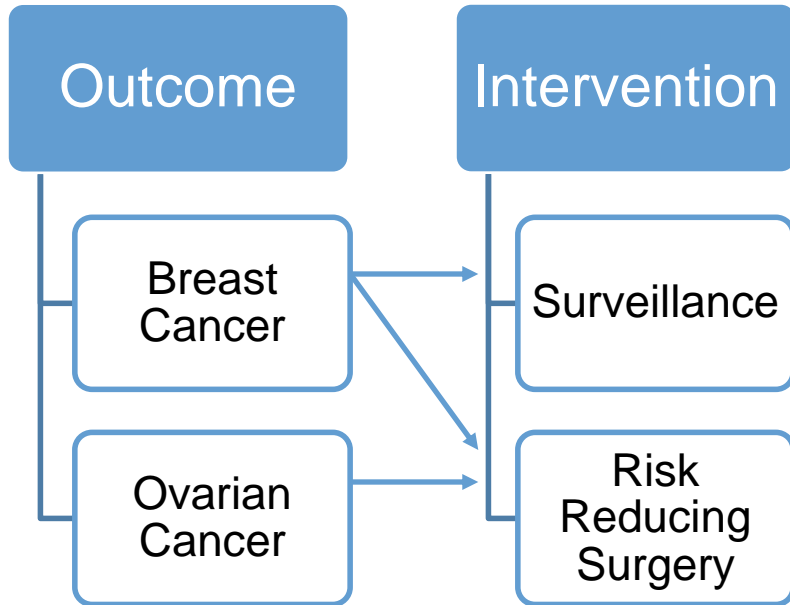 Outcome
Intervention
Breast
Cancer
Surveillance
Ovarian
Cancer
Risk
Reducing
Surgery